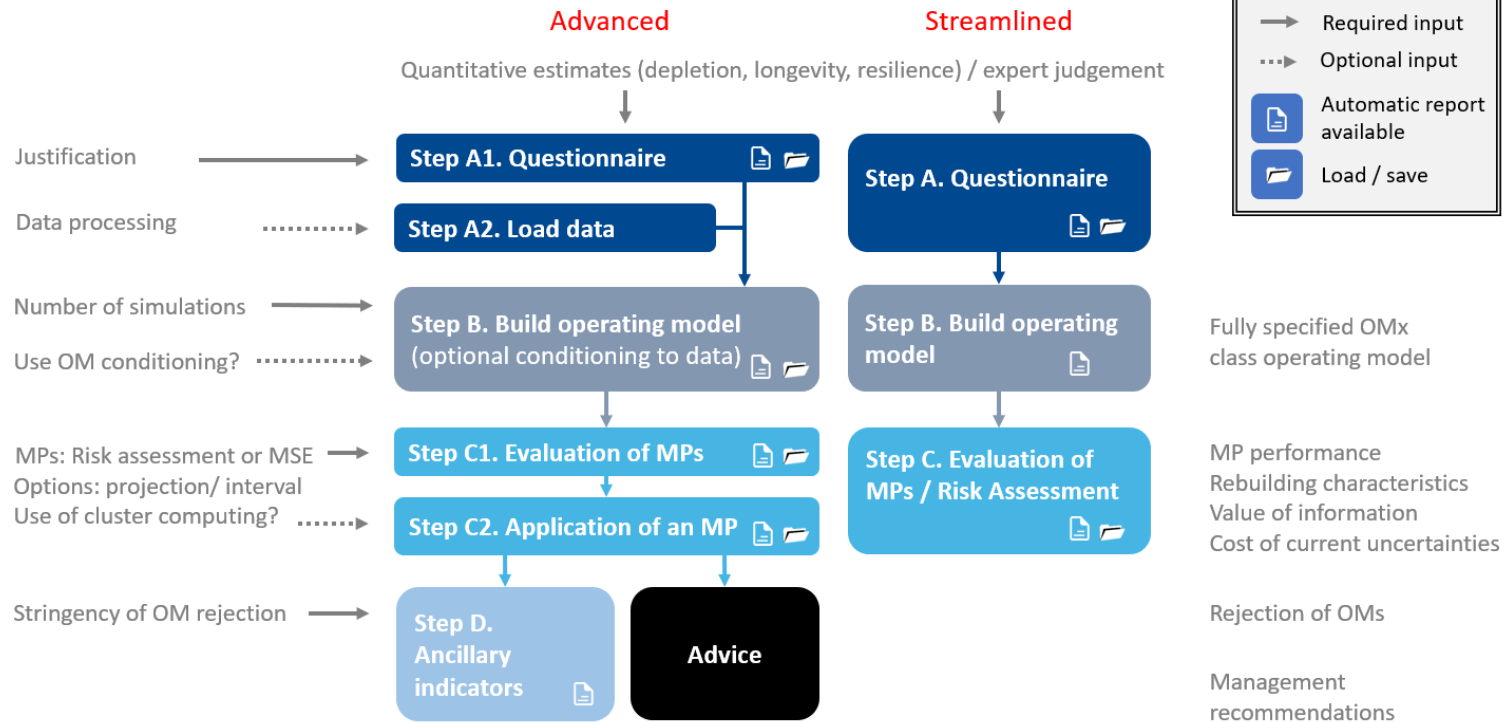 Advanced
Streamlined
Quantitative estimates (depletion, longevity, resilience) / expert judgement
Required input
Optional input
Automatic report
available
Load / save
Justification
Step A1. Questionnaire
Step A. Questionnaire
Data processing
Step A2. Load data
Number of simulations
Use OM conditioning?
Step B. Build operating model
(optional conditioning to data)
Step B. Build operating
model
Fully specified OMx
class operating model
MPs: Risk assessment or MSE
Options: projection/ interval
Use of cluster computing?
Step C1. Evaluation of MPs
Step C2. Application of an MP
Step C. Evaluation of
MPs / Risk Assessment
MP performance
Rebuilding characteristics
Value of information
Cost of current uncertainties
Stringency of OM rejection
Step D.
Ancillary
indicators
Advice
Rejection of OMs
Management
recommendations